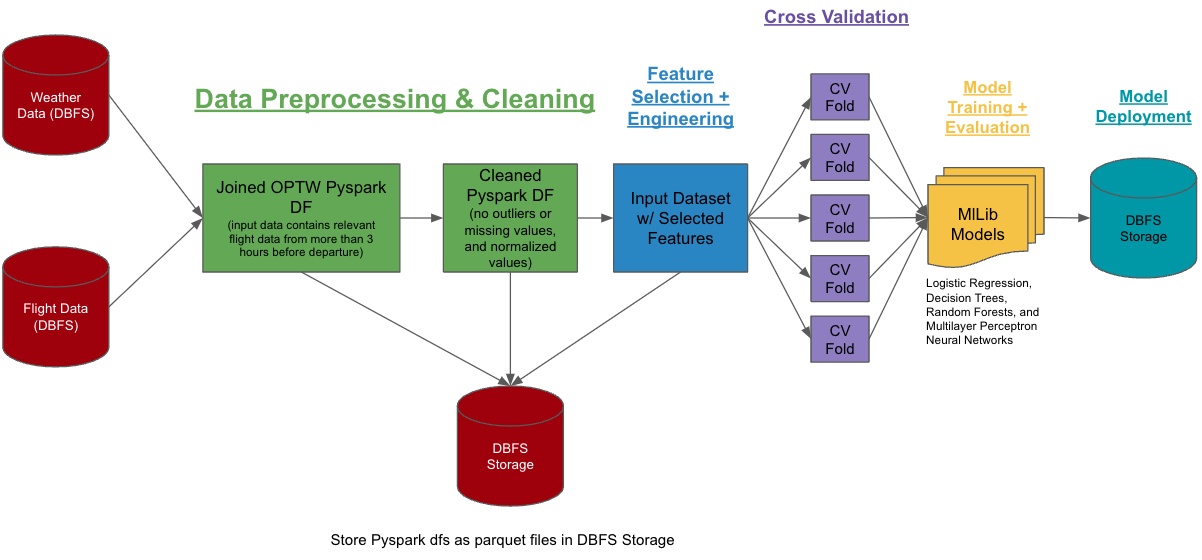 Cross Validation
Weather
Data (DBFS)
Data Preprocessing & Cleaning
Feature
Selection +
Engineering
CV
Fold
CV
Fold
CV
Fold
CV
Fold
CV
Fold
Model
Training +
Evaluation
Model
Deployment
Joined OPTW Pyspark
DF
(input data contains relevant
flight data from more than 3
hours before departure)
Cleaned
Pyspark DF
(no outliers or
missing values,
and normalized
values)
Input Dataset
w/ Selected
Features
MlLib
Models
DBFS
Storage
Flight Data
(DBFS)
Logistic Regression,
Decision Trees,
Random Forests, and
Multilayer Perceptron
Neural Networks
DBFS
Storage
Store Pyspark dfs as parquet files in DBFS Storage